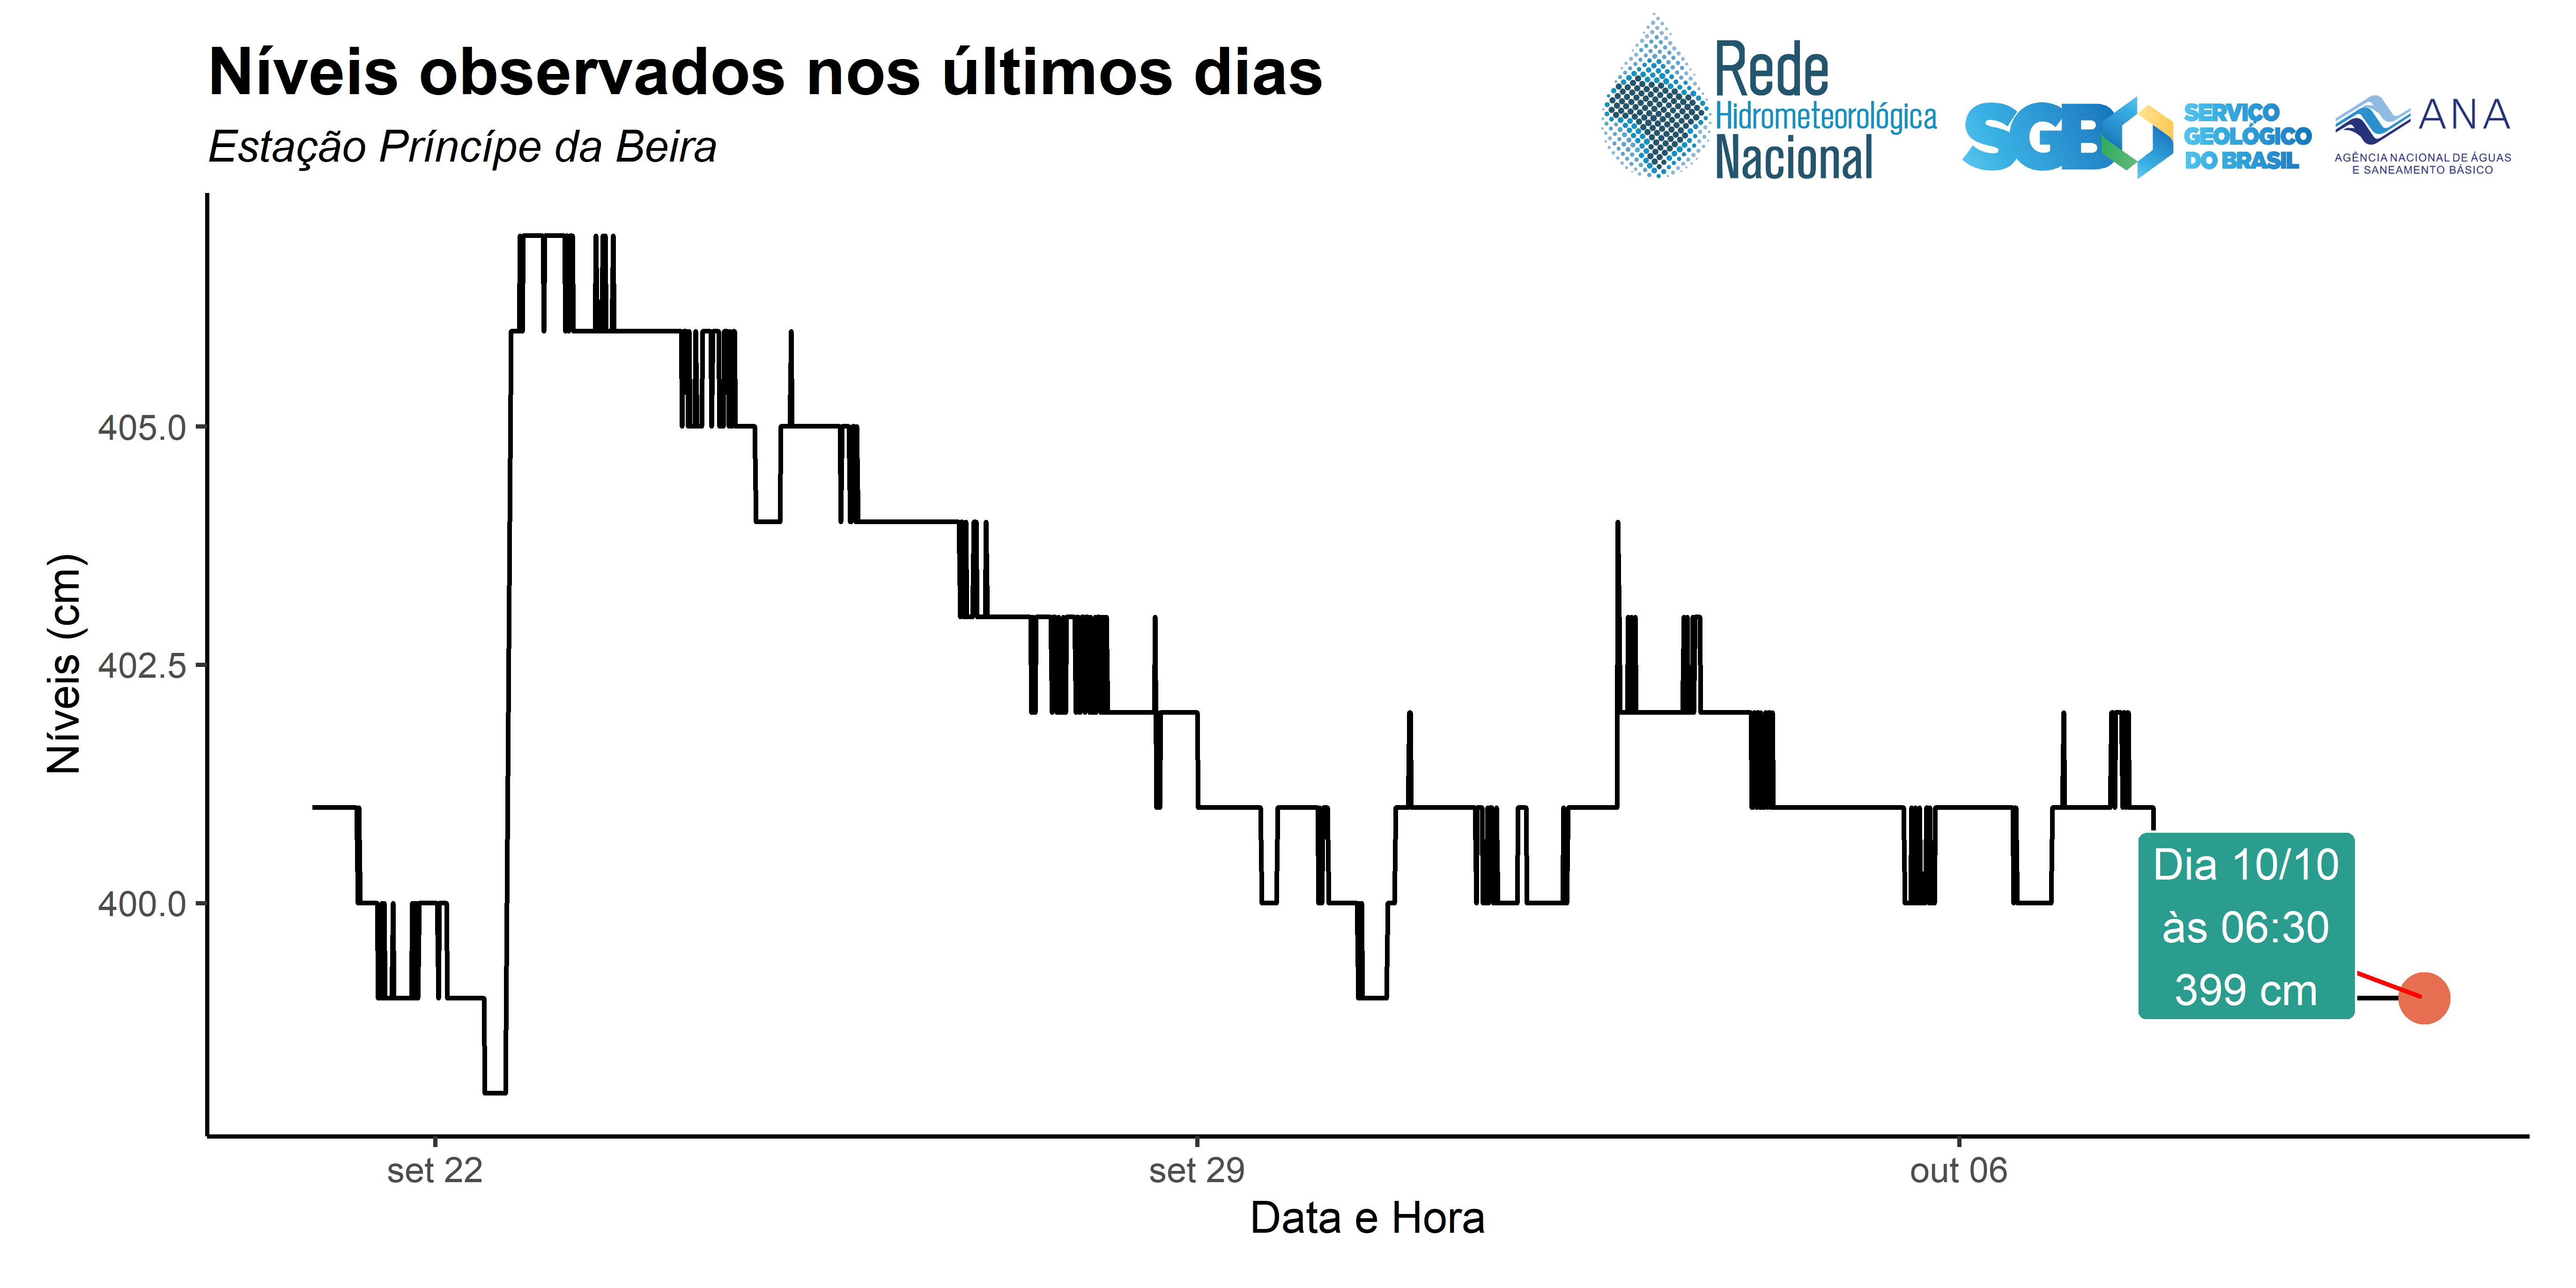 Níveis observados nos últimos dias
Estação Príncípe da Beira
Rede
Hidrometeorológica
Nacional
SGB
SERVIÇO
GEOLÓGICO
DO BRASIL
ANA
AGÊNCIA NACIONAL DE ÁGUAS
E SANEAMENTO BÁSICO
Níveis (cm)
405.0
402.5
400.0
Dia 10/10
às 06:30
399 cm
set 22
set 29
out 06
Data e Hora